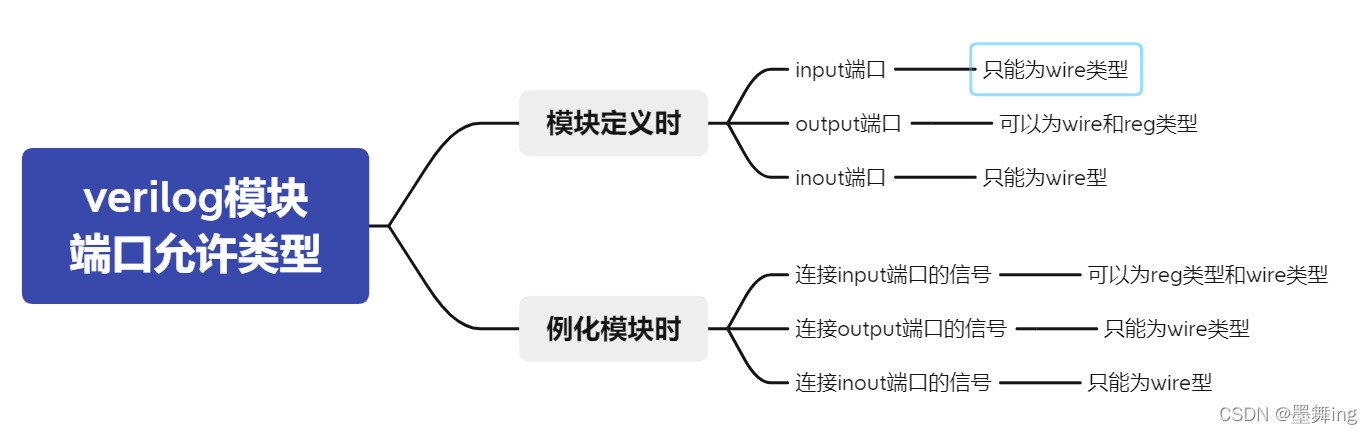 verilog模块
端口允许类型
模块定义时
input端口
只能为wire类型
output端口
可以为wire和reg类型
inout端口
只能为wire型
例化模块时
连接input端口的信号
可以为reg类型和wire类型
连接output端口的信号
只能为wire类型
连接inout端口的信号
只能为wire型
CSDN @墨舞ing